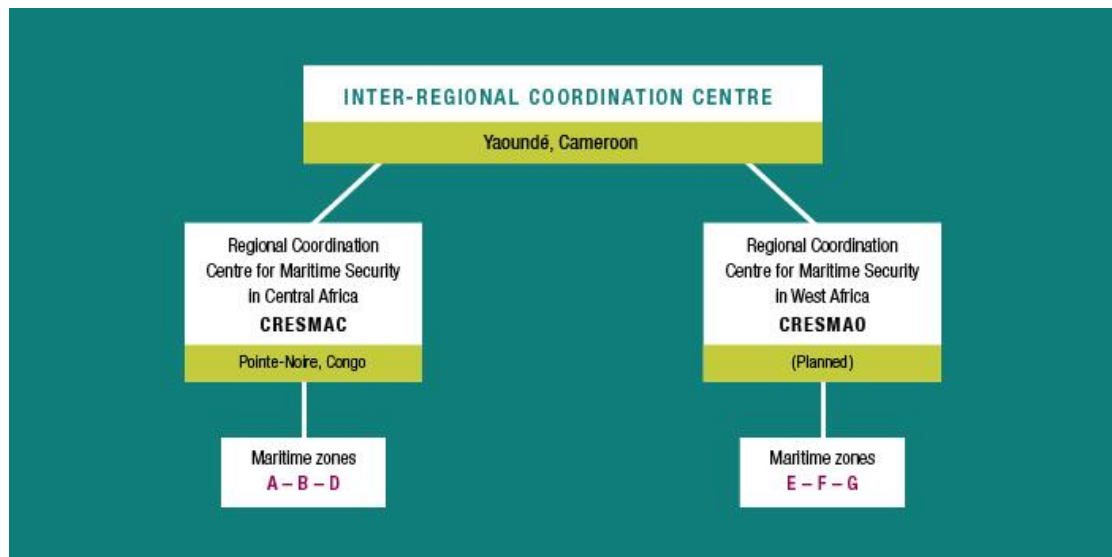 INTER-REGIONAL COORDINATION CENTRE
Yaoundé, Cameroon
Regional Coordination
Centre for Maritime Security
in Central Africa
CRESMAC
Pointe-Noire, Congo
Maritime zones
A – B – D
Regional Coordination
Centre for Maritime Security
in West Africa
CRESMAO
(Planned)
Maritime zones
E – F – G